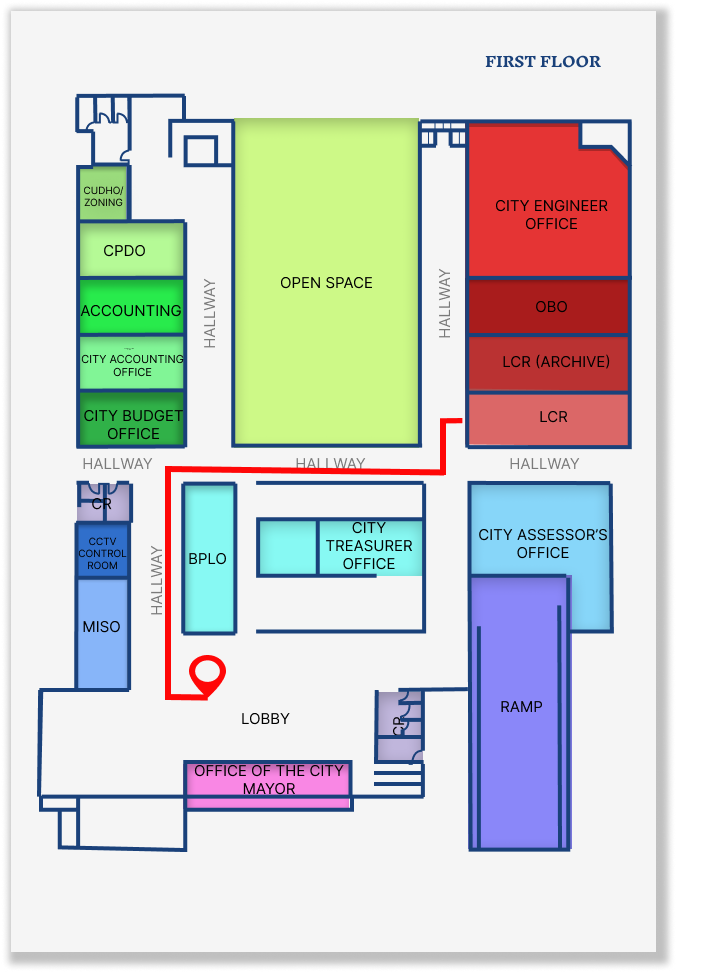 FIRST FLOOR
CUDHO/
ZONING
CPDO
ACCOUNTING
CITY ACCOUNTING
OFFICE
CITY BUDGET
OFFICE
HALLWAY
OPEN SPACE
HALLWAY
CITY ENGINEER
OFFICE
OBO
LCR (ARCHIVE)
LCR
HALLWAY
HALLWAY
HALLWAY
CR
CCTV
CONTROL
ROOM
MISO
HALLWAY
BPLO
CITY
TREASURER
OFFICE
CITY ASSESSOR'S
OFFICE
RAMP
LOBBY
CR
OFFICE OF THE CITY
MAYOR